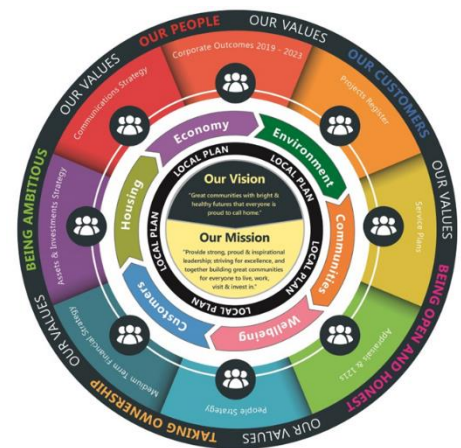 OUR VALUES
OUR PEOPLE
OUR VALUES
OUR CUSTOMERS
OUR VALUES
BEING OPEN AND HONEST
OUR VALUES
TAKING OWNERSHIP
OUR VALUES
BEING AMBITIOUS
Corporate Outcomes 2019 - 2023
Projects Register
Service Plans
Appraisals & 121s
People Strategy
Medium Term Financial Strategy
Assets & Investments Strategy
Communications Strategy
Economy
Environment
Communities
Wellbeing
Customers
Housing
LOCAL PLAN
LOCAL PLAN
LOCAL PLAN
LOCAL PLAN
LOCAL PLAN
LOCAL PLAN
Our Vision
"Great communities with bright &
healthy futures that everyone is
proud to call home."
Our Mission
"Provide strong, proud & inspirational
leadership; striving for excellence, and
together building great communities
for everyone to live, work,
visit & invest in."